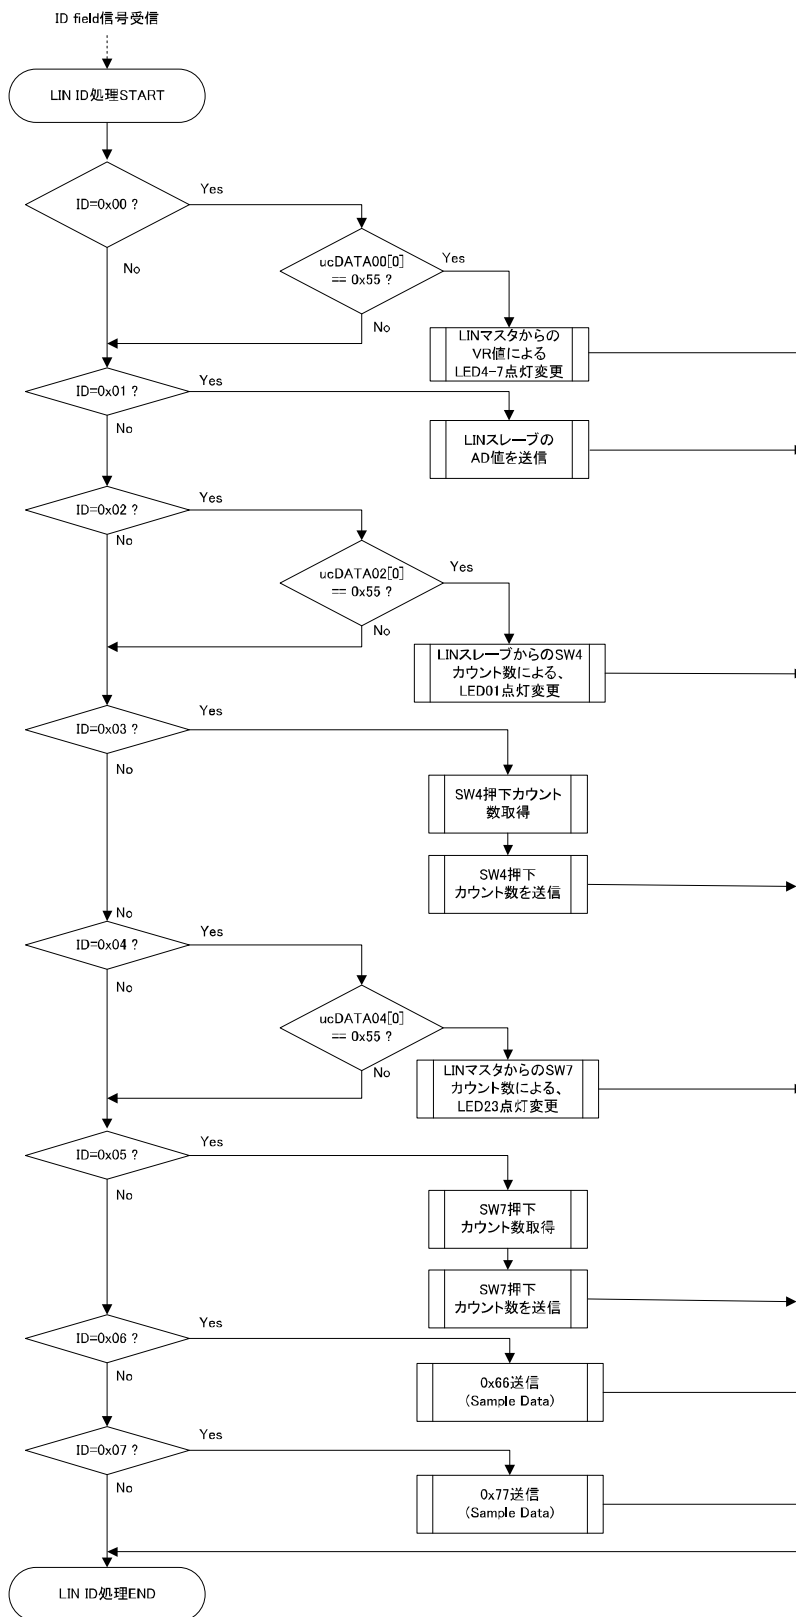 ID field信号受信
LIN ID処理START
ID=0x00 ?
Yes
No
ucDATA00[0]
== 0x55 ?
Yes
No
LINマスタからの
VR値による
LED4-7点灯変更
ID=0x01 ?
Yes
No
LINスレーブの
AD値を送信
ID=0x02 ?
Yes
No
ucDATA02[0]
== 0x55 ?
Yes
No
LINスレーブからのSW4
カウント数による、
LED01点灯変更
ID=0x03 ?
Yes
No
SW4押下カウント
数取得
SW4押下
カウント数を送信
No
ID=0x04 ?
Yes
No
ucDATA04[0]
== 0x55 ?
Yes
No
LINマスタからのSW7
カウント数による、
LED23点灯変更
ID=0x05 ?
Yes
No
SW7押下
カウント数取得
SW7押下
カウント数を送信
ID=0x06 ?
Yes
No
0x66送信
(Sample Data)
ID=0x07 ?
Yes
No
0x77送信
(Sample Data)
LIN ID処理END